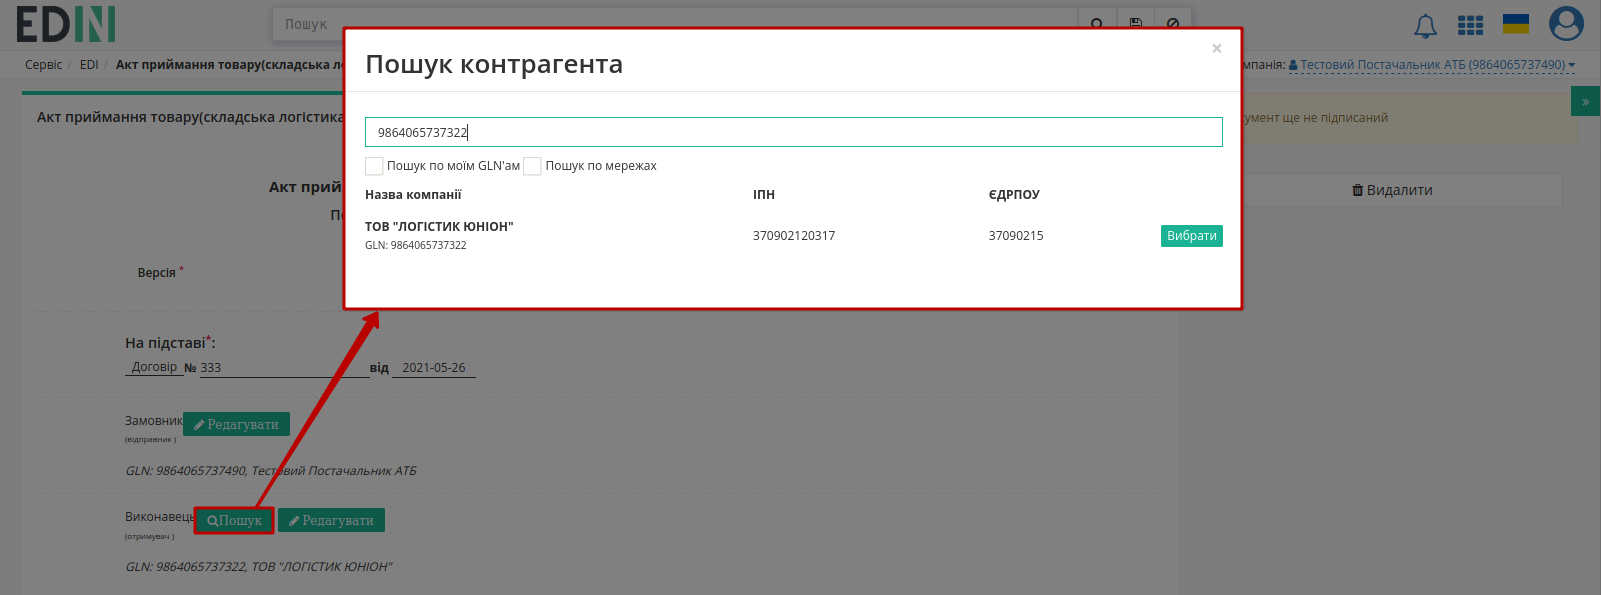 EDIN
Пошук
Сервіс / EDI / Акт приймання товару(складська ло
мпанія: Тестовий Постачальник АТБ (9864065737490)
Пошук контрагента
×
9864065737322
Пошук по моїм GLN'ам Пошук по мережах
Назва компанії ІПН ЄДРПОУ
ТОВ "ЛОГІСТИК ЮНІОН" 370902120317 37090215 Вибрати
GLN: 9864065737322
»
Акт приймання товару(складська логістика
умент ще не підписаний
Видалити
Акт прий
По
Версія *
На підставі*:
Договір № 333 від 2021-05-26
Замовник Редагувати
(відправник )
GLN: 9864065737490, Тестовий Постачальник АТБ
Виконавець Пошук Редагувати
(отримувач )
GLN: 9864065737322, ТОВ "ЛОГІСТИК ЮНІОН"